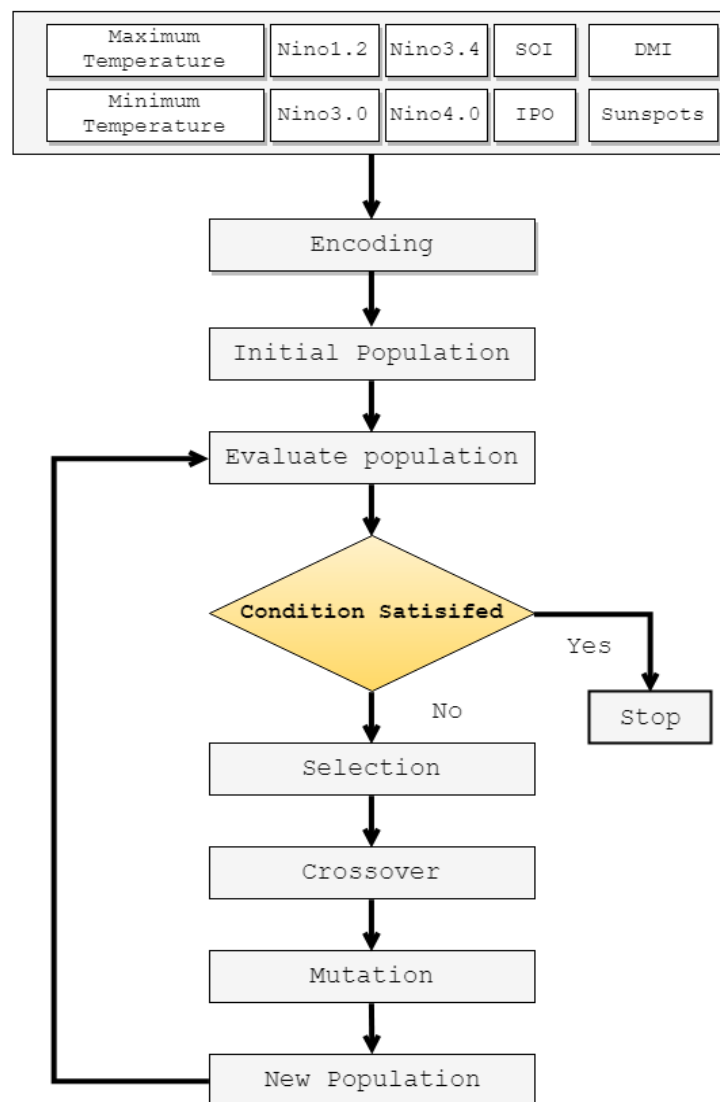 Maximum
Temperature
Nino1.2
Nino3.4
SOI
DMI
Minimum
Temperature
Nino3.0
Nino4.0
IPO
Sunspots
Encoding
Initial Population
Evaluate population
Condition Satisifed
Yes
No
Stop
Selection
Crossover
Mutation
New Population